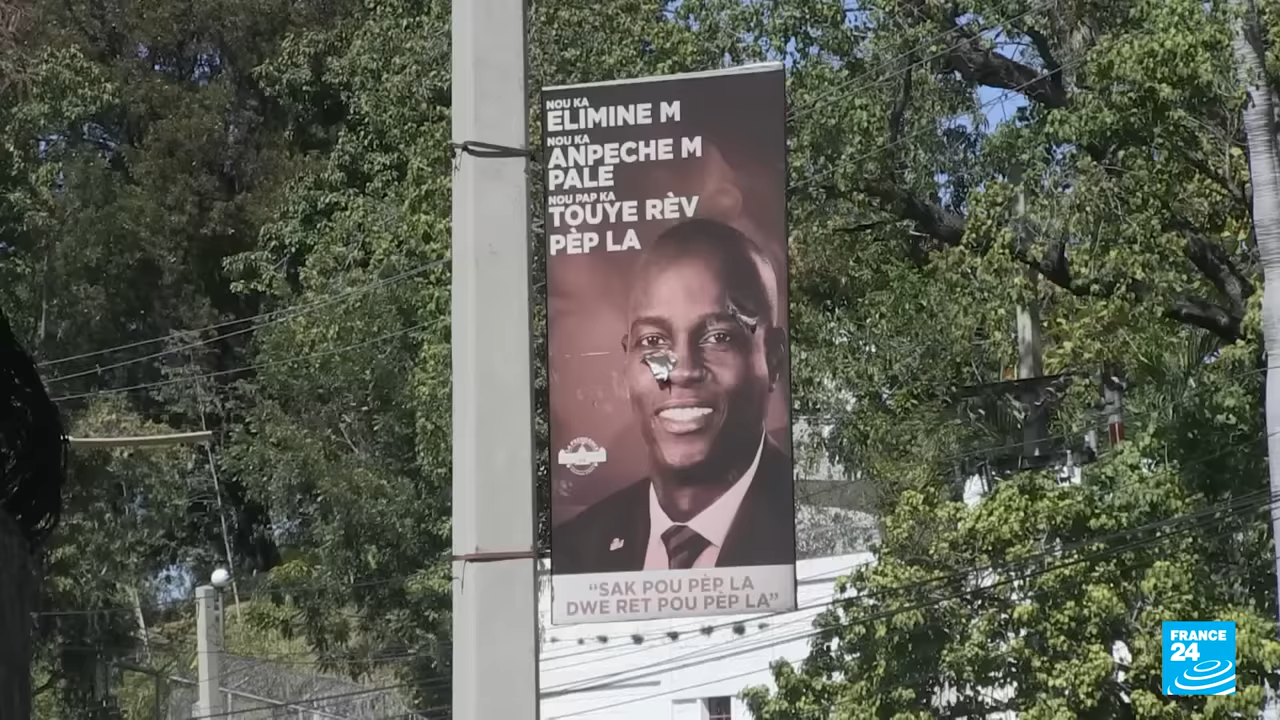 NOU KA
ELIMINE M
NOU KA
ANPECHE M
PALE
NOU PAP KA
TOUYE RÈV
PÈP LA
“SAK POU PÈP LA
DWE RET POU PÈP LA”
FRANCE
24